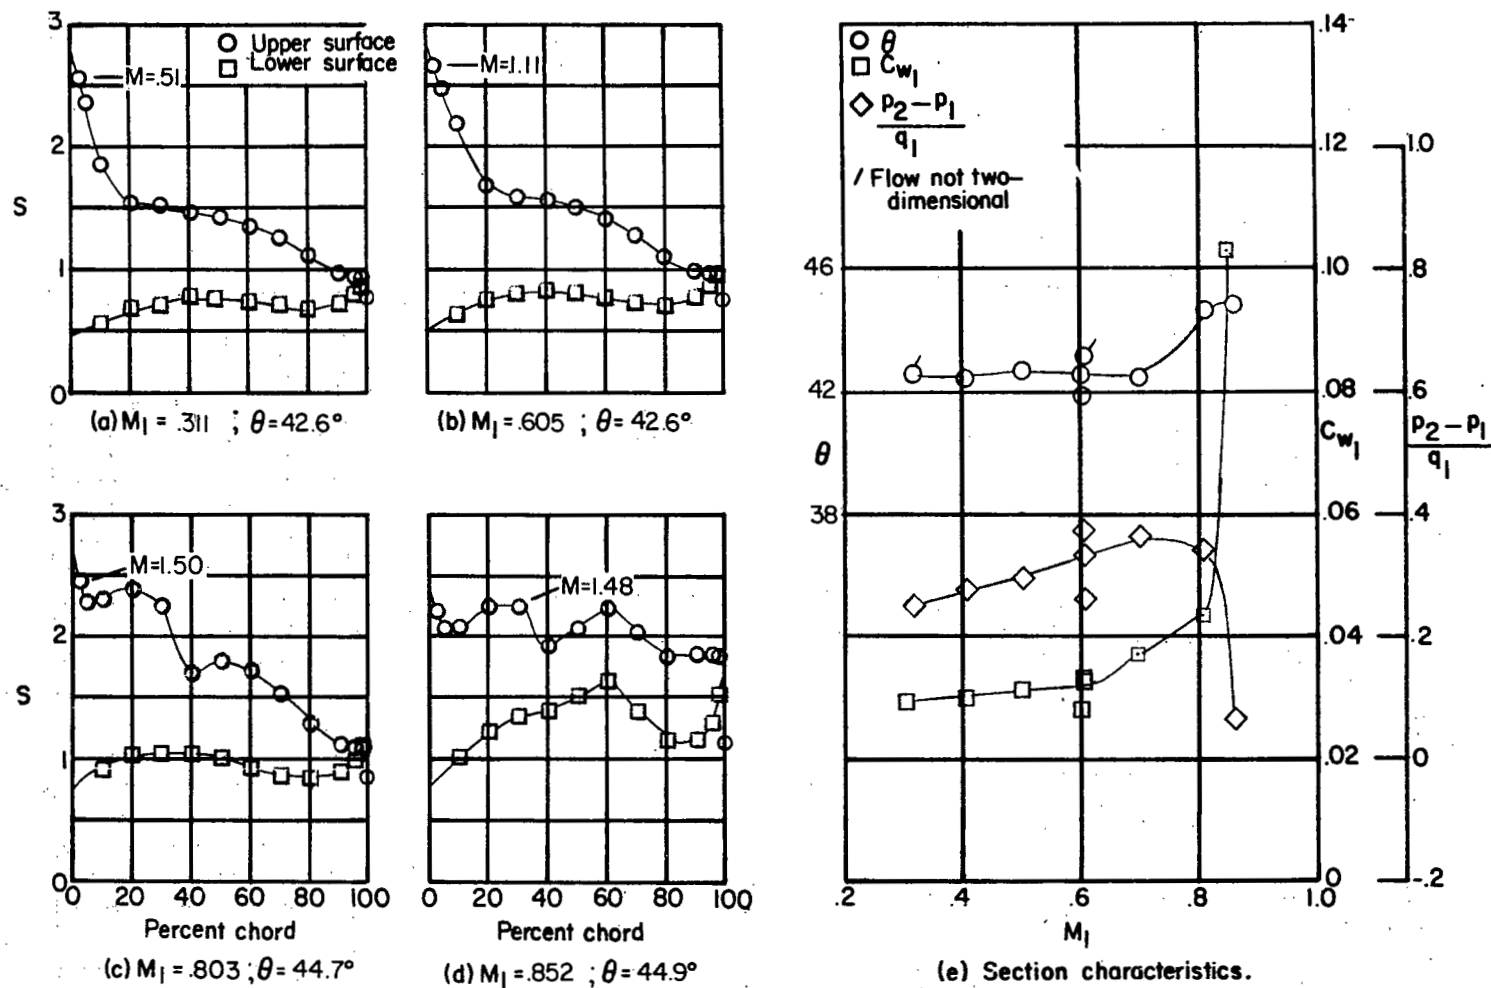 3
2
S
1
0
○ Upper surface
□ Lower surface
M=.51
(a) M₁ = .311 ; θ = 42.6°
M=1.11
(b) M₁ = .605 ; θ = 42.6°
3
2
S
1
0
M=1.50
0 20 40 60 80 100
Percent chord
(c) M₁ = .803 ; θ = 44.7°
M=1.48
0 20 40 60 80 100
Percent chord
(d) M₁ = .852 ; θ = 44.9°
○ θ
□ C_w₁
◇ p₂ – p₁
q₁
/ Flow not two–
dimensional
46
42
θ
38
.14
.12
.10
.08
C_w₁
.06
.04
.02
0
1.0
.8
.6
p₂ – p₁
q₁
.4
.2
0
-.2
.2 .4 .6 .8 1.0
M₁
(e) Section characteristics.